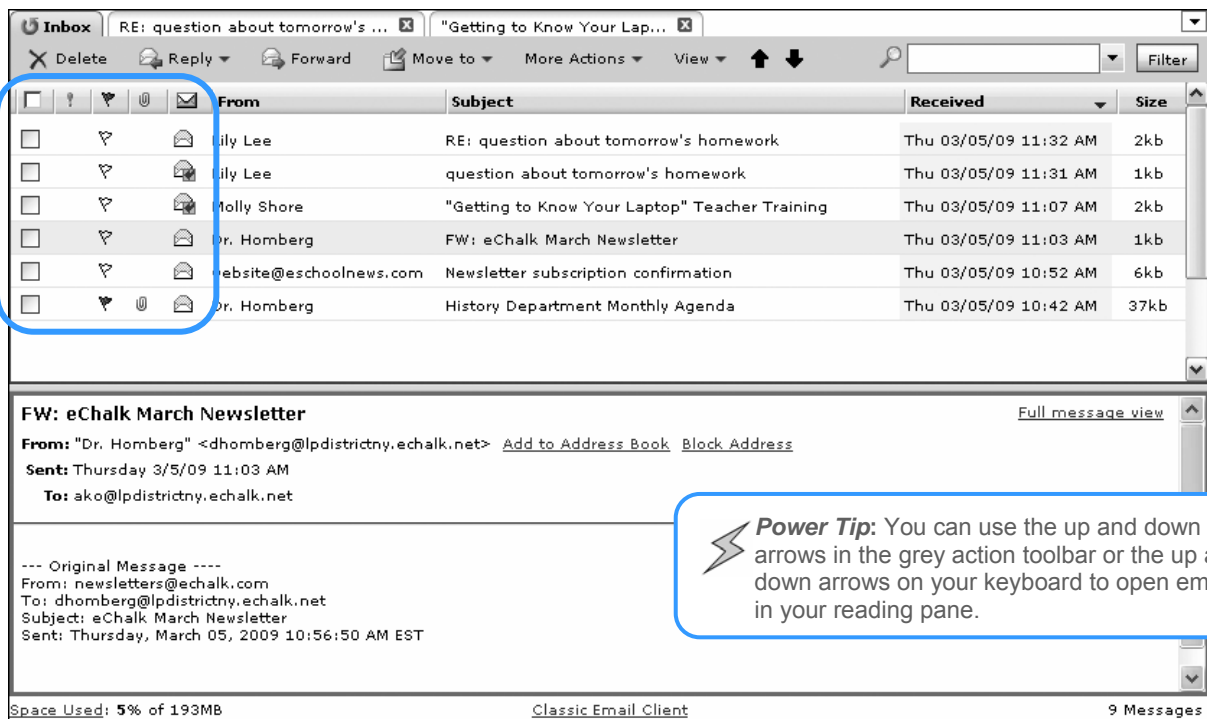 Inbox RE: question about tomorrow's ... "Getting to Know Your Lap...
Delete Reply Forward Move to More Actions View Filter
From Subject Received Size
Lily Lee RE: question about tomorrow's homework Thu 03/05/09 11:32 AM 2kb
Lily Lee question about tomorrow's homework Thu 03/05/09 11:31 AM 1kb
Molly Shore "Getting to Know Your Laptop" Teacher Training Thu 03/05/09 11:07 AM 2kb
Dr. Homberg FW: eChalk March Newsletter Thu 03/05/09 11:03 AM 1kb
website@eschoolnews.com Newsletter subscription confirmation Thu 03/05/09 10:52 AM 6kb
Dr. Homberg History Department Monthly Agenda Thu 03/05/09 10:42 AM 37kb
FW: eChalk March Newsletter Full message view
From: "Dr. Homberg" <dhomberg@lpdistrictny.echalk.net> Add to Address Book Block Address
Sent: Thursday 3/5/09 11:03 AM
To: ako@lpdistrictny.echalk.net
Power Tip: You can use the up and down
arrows in the grey action toolbar or the up
down arrows on your keyboard to open
in your reading pane.
--- Original Message ----
From: newsletters@echalk.com
To: dhomberg@lpdistrictny.echalk.net
Subject: eChalk March Newsletter
Sent: Thursday, March 05, 2009 10:56:50 AM EST
Space Used: 5% of 193MB Classic Email Client 9 Messages